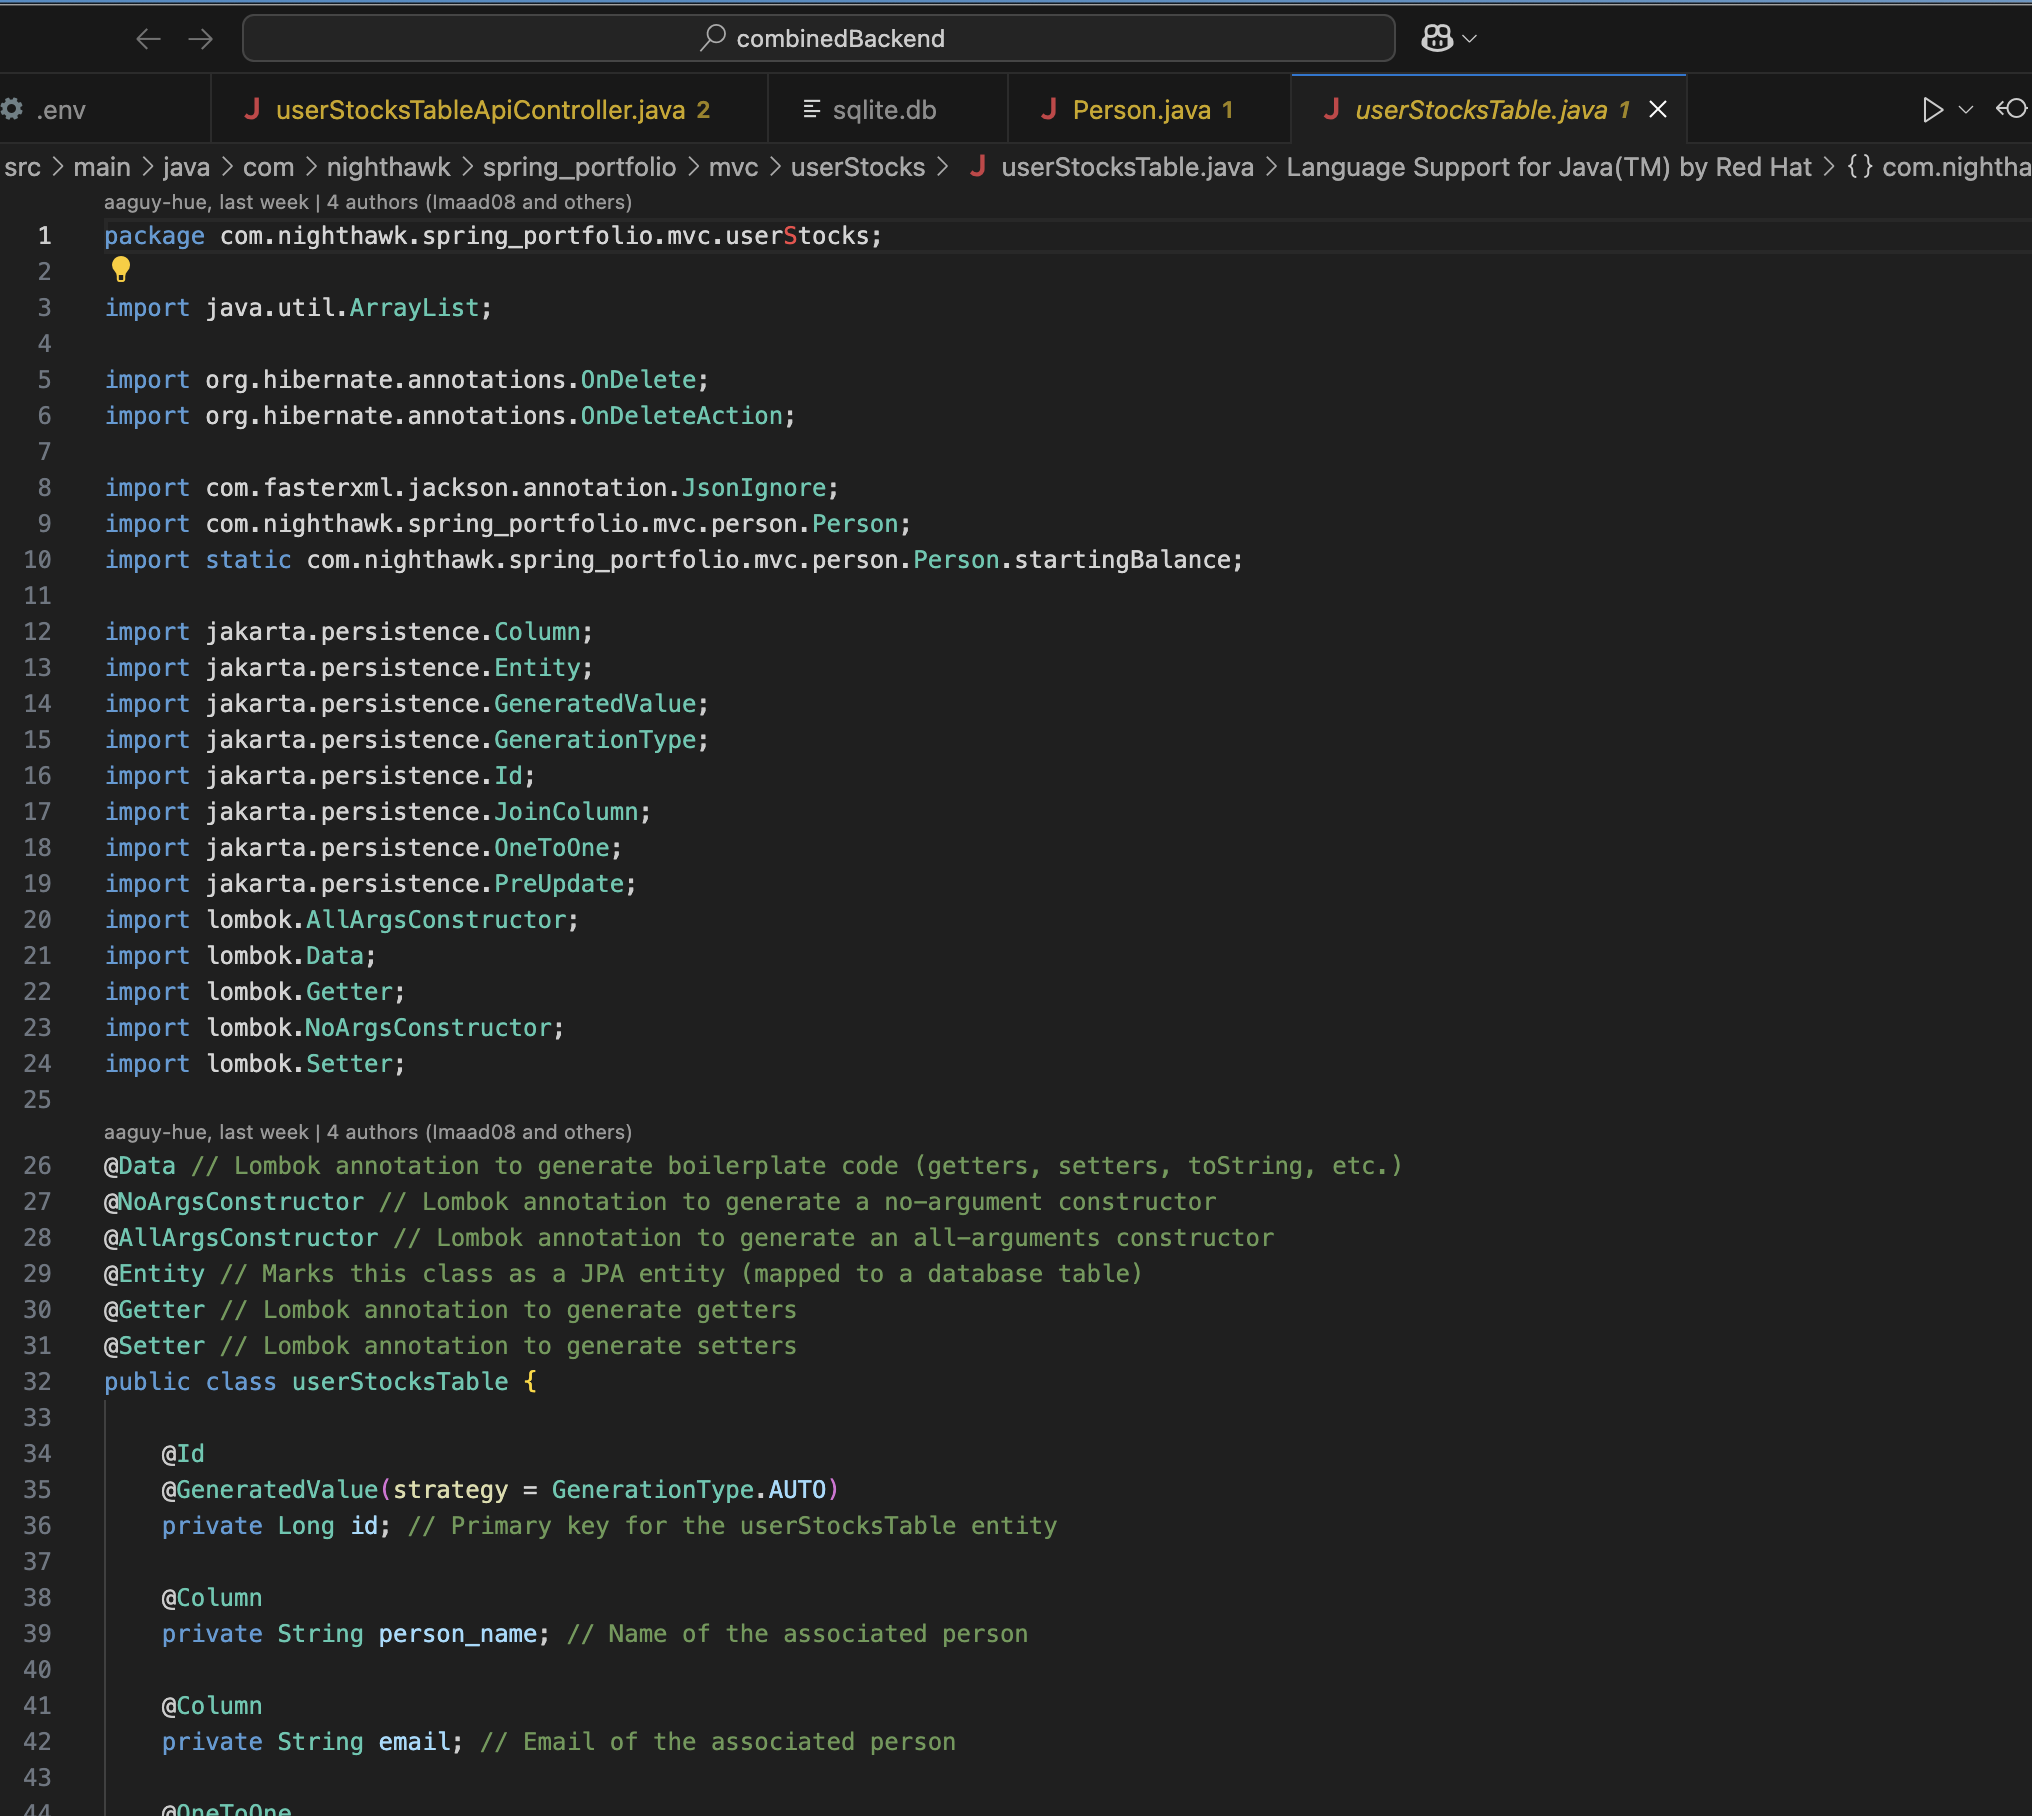 combinedBackend
.env
userStocksTableApiController.java 2
sqlite.db
Person.java 1
userStocksTable.java 1
src > main > java > com > nighthawk > spring_portfolio > mvc > userStocks > userStocksTable.java > Language Support for Java(TM) by Red Hat > {} com.nightha
aaguy-hue, last week | 4 authors (Imaad08 and others)
1 package com.nighthawk.spring_portfolio.mvc.userStocks;
2
3 import java.util.ArrayList;
4
5 import org.hibernate.annotations.OnDelete;
6 import org.hibernate.annotations.OnDeleteAction;
7
8 import com.fasterxml.jackson.annotation.JsonIgnore;
9 import com.nighthawk.spring_portfolio.mvc.person.Person;
10 import static com.nighthawk.spring_portfolio.mvc.person.Person.startingBalance;
11
12 import jakarta.persistence.Column;
13 import jakarta.persistence.Entity;
14 import jakarta.persistence.GeneratedValue;
15 import jakarta.persistence.GenerationType;
16 import jakarta.persistence.Id;
17 import jakarta.persistence.JoinColumn;
18 import jakarta.persistence.OneToOne;
19 import jakarta.persistence.PreUpdate;
20 import lombok.AllArgsConstructor;
21 import lombok.Data;
22 import lombok.Getter;
23 import lombok.NoArgsConstructor;
24 import lombok.Setter;
25
aaguy-hue, last week | 4 authors (Imaad08 and others)
26 @Data // Lombok annotation to generate boilerplate code (getters, setters, toString, etc.)
27 @NoArgsConstructor // Lombok annotation to generate a no-argument constructor
28 @AllArgsConstructor // Lombok annotation to generate an all-arguments constructor
29 @Entity // Marks this class as a JPA entity (mapped to a database table)
30 @Getter // Lombok annotation to generate getters
31 @Setter // Lombok annotation to generate setters
32 public class userStocksTable {
33
34 @Id
35 @GeneratedValue(strategy = GenerationType.AUTO)
36 private Long id; // Primary key for the userStocksTable entity
37
38 @Column
39 private String person_name; // Name of the associated person
40
41 @Column
42 private String email; // Email of the associated person
43
44 @OneToOne